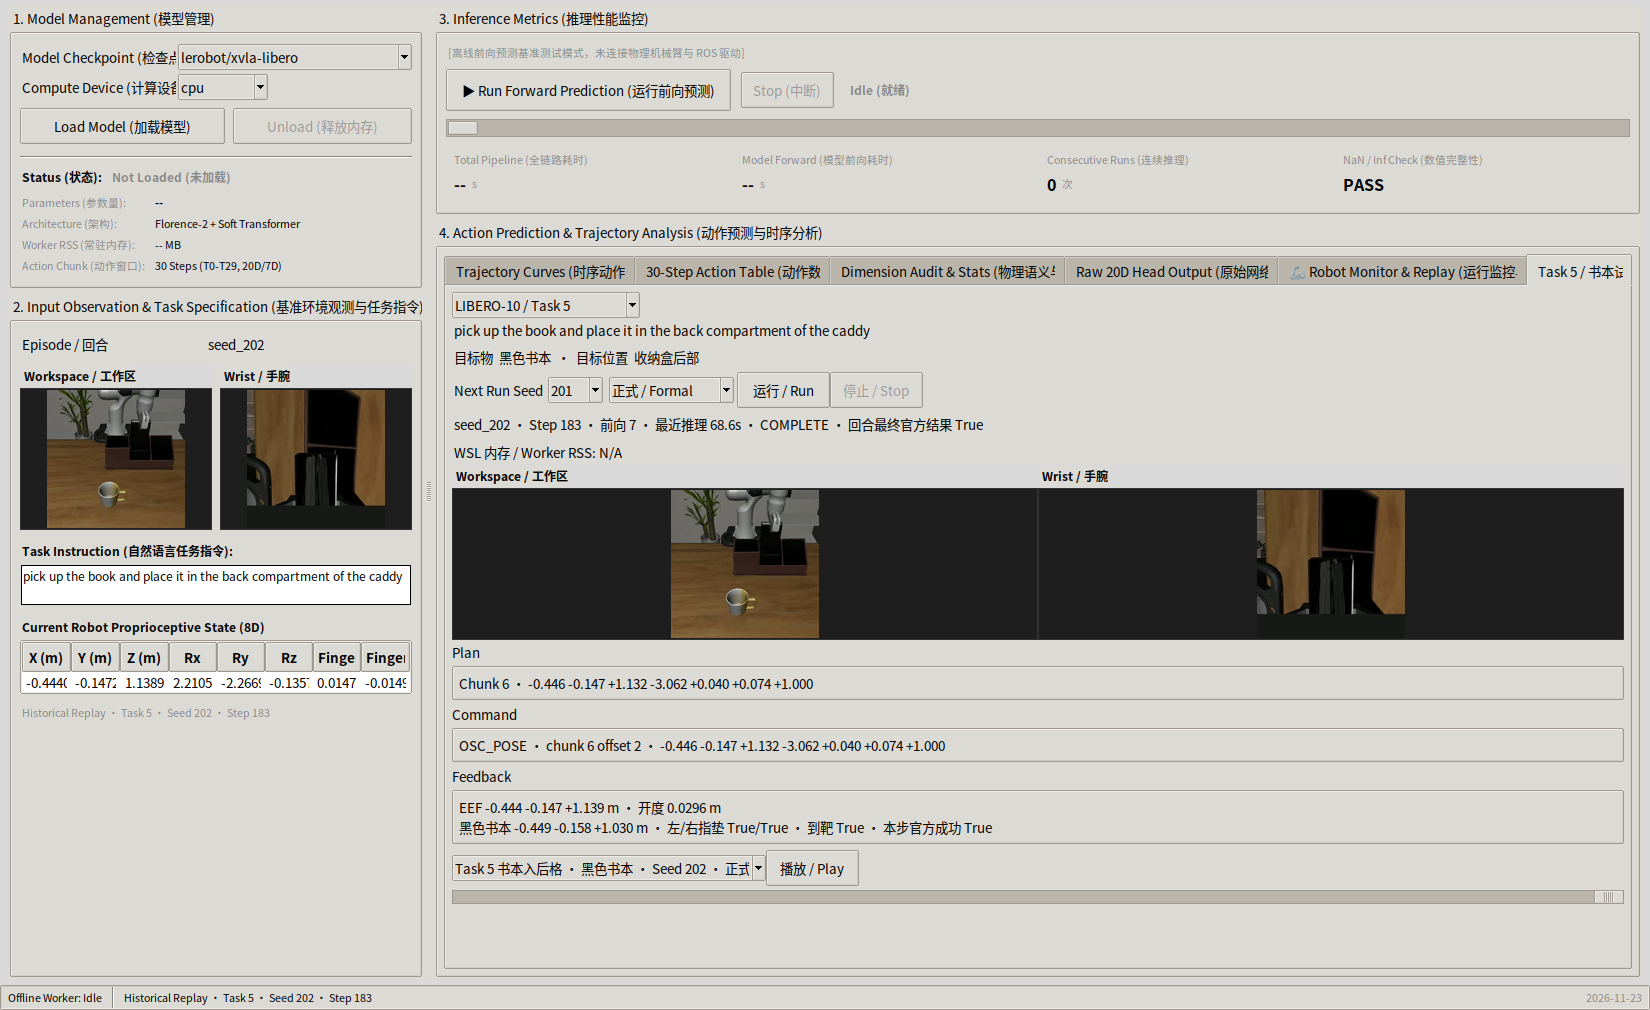 1. Model Management (模型管理)
Model Checkpoint (检查点
lerobot/xvla-libero
Compute Device (计算设备
cpu
Load Model (加载模型)
Unload (释放内存)
Status (状态): Not Loaded (未加载)
Parameters (参数量): --
Architecture (架构): Florence-2 + Soft Transformer
Worker RSS (常驻内存): -- MB
Action Chunk (动作窗口): 30 Steps (T0-T29, 20D/7D)
2. Input Observation & Task Specification (基准环境观测与任务指令)
Episode / 回合 seed_202
Workspace / 工作区 Wrist / 手腕
Task Instruction (自然语言任务指令):
pick up the book and place it in the back compartment of the caddy
Current Robot Proprioceptive State (8D)
X (m) Y (m) Z (m) Rx Ry Rz Finge Finger
-0.4440 -0.1472 1.1389 2.2105 -2.2669 -0.1357 0.0147 -0.0149
Historical Replay · Task 5 · Seed 202 · Step 183
3. Inference Metrics (推理性能监控)
[离线前向预测基准测试模式，未连接物理机械臂与 ROS 驱动]
▶ Run Forward Prediction (运行前向预测)
Stop (中断)
Idle (就绪)
Total Pipeline (全链路耗时) Model Forward (模型前向耗时) Consecutive Runs (连续推理) NaN / Inf Check (数值完整性)
-- s -- s 0 次 PASS
4. Action Prediction & Trajectory Analysis (动作预测与时序分析)
Trajectory Curves (时序动作 30-Step Action Table (动作数 Dimension Audit & Stats (物理语义与 Raw 20D Head Output (原始网络 🦾 Robot Monitor & Replay (运行监控 Task 5 / 书本证
LIBERO-10 / Task 5
pick up the book and place it in the back compartment of the caddy
目标物 黑色书本 · 目标位置 收纳盒后部
Next Run Seed 201 正式 / Formal 运行 / Run 停止 / Stop
seed_202 · Step 183 · 前向 7 · 最近推理 68.6s · COMPLETE · 回合最终官方结果 True
WSL 内存 / Worker RSS: N/A
Workspace / 工作区 Wrist / 手腕
Plan
Chunk 6 · -0.446 -0.147 +1.132 -3.062 +0.040 +0.074 +1.000
Command
OSC_POSE · chunk 6 offset 2 · -0.446 -0.147 +1.132 -3.062 +0.040 +0.074 +1.000
Feedback
EEF -0.444 -0.147 +1.139 m · 开度 0.0296 m
黑色书本 -0.449 -0.158 +1.030 m · 左/右指垫 True/True · 到靶 True · 本步官方成功 True
Task 5 书本入后格 · 黑色书本 · Seed 202 · 正式
播放 / Play
Offline Worker: Idle
Historical Replay · Task 5 · Seed 202 · Step 183
2026-11-23